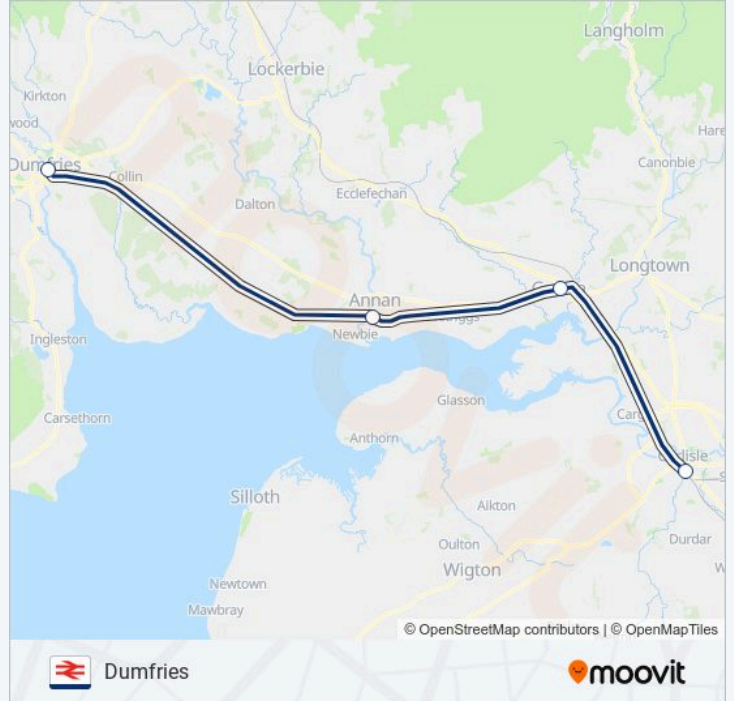 Langholm
Lockerbie
Kirkton
wood
Hare
Canonbie
Dumfries
Collin
Ecclefechan
Dalton
Longtown
Annan
Newbie
Ingleston
Glasson
Carsethorn
Anthorn
Silloth
Aikton
Durdar
Oulton
Wigton
Newtown
Mawbray
© OpenStreetMap contributors | © OpenMapTiles
Dumfries
moovit